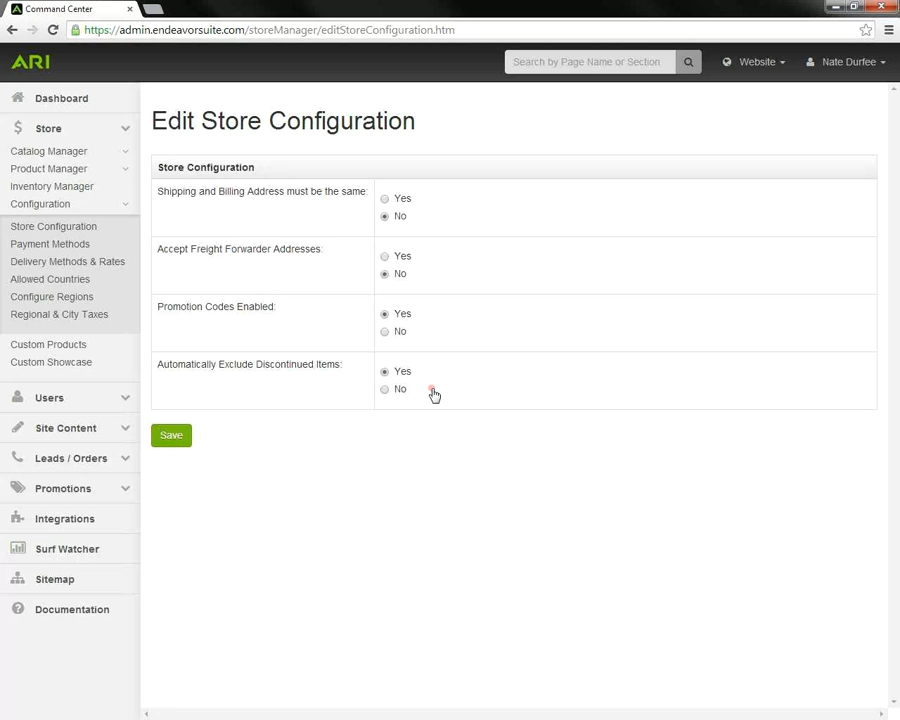 Command Center
https://admin.endeavorsuite.com/storeManager/editStoreConfiguration.htm
ARI
Search by Page Name or Section
Website
Nate Durfee
Dashboard
Store
Catalog Manager
Product Manager
Inventory Manager
Configuration
Store Configuration
Payment Methods
Delivery Methods & Rates
Allowed Countries
Configure Regions
Regional & City Taxes
Custom Products
Custom Showcase
Users
Site Content
Leads / Orders
Promotions
Integrations
Surf Watcher
Sitemap
Documentation
Edit Store Configuration
Store Configuration
Shipping and Billing Address must be the same:
Yes
No
Accept Freight Forwarder Addresses:
Yes
No
Promotion Codes Enabled:
Yes
No
Automatically Exclude Discontinued Items:
Yes
No
Save